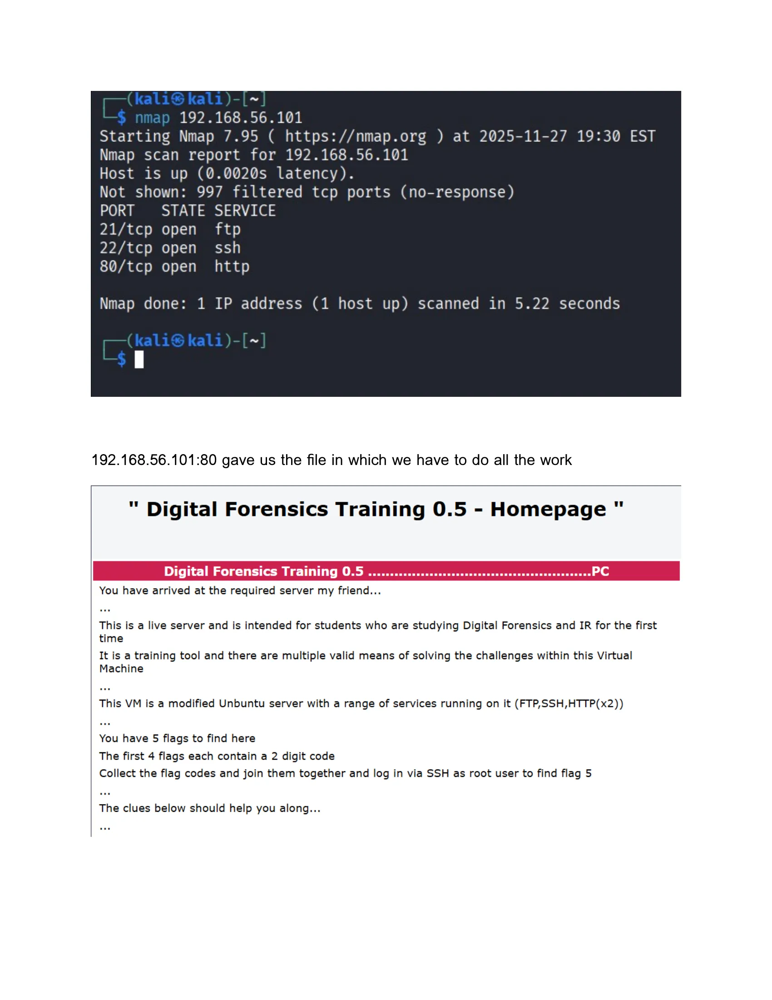 ┌──(kali㉿kali)-[~]
└─$ nmap 192.168.56.101
Starting Nmap 7.95 ( https://nmap.org ) at 2025-11-27 19:30 EST
Nmap scan report for 192.168.56.101
Host is up (0.0020s latency).
Not shown: 997 filtered tcp ports (no-response)
PORT   STATE SERVICE
21/tcp open  ftp
22/tcp open  ssh
80/tcp open  http
Nmap done: 1 IP address (1 host up) scanned in 5.22 seconds
┌──(kali㉿kali)-[~]
└─$
192.168.56.101:80 gave us the file in which we have to do all the work
" Digital Forensics Training 0.5 - Homepage "
Digital Forensics Training 0.5 ...................................................PC
You have arrived at the required server my friend...
...
This is a live server and is intended for students who are studying Digital Forensics and IR for the first
time
It is a training tool and there are multiple valid means of solving the challenges within this Virtual
Machine
...
This VM is a modified Unbuntu server with a range of services running on it (FTP,SSH,HTTP(x2))
...
You have 5 flags to find here
The first 4 flags each contain a 2 digit code
Collect the flag codes and join them together and log in via SSH as root user to find flag 5
...
The clues below should help you along...
...